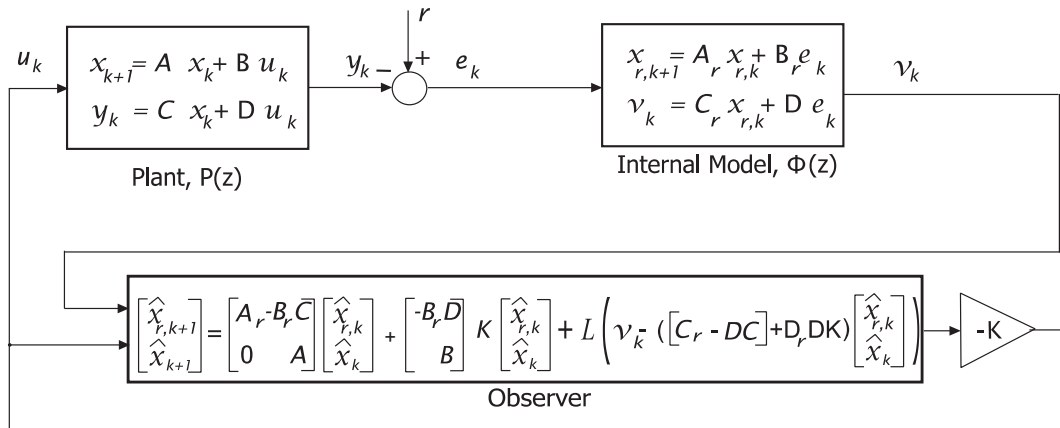 r
u_k
x_{k+1} = A x_k + B u_k
y_k = C x_k + D u_k
Plant, P(z)
y_k
−
+
e_k
x_{r,k+1} = A_r x_{r,k} + B_r e_k
ν_k = C_r x_{r,k} + D e_k
Internal Model, Φ(z)
ν_k
[x̂_{r,k+1} ; x̂_{k+1}] = [A_r -B_r C ; 0 A] [x̂_{r,k} ; x̂_k] + [-B_r D ; B] K [x̂_{r,k} ; x̂_k] + L (ν_k - ([C_r - DC] + D_r DK) [x̂_{r,k} ; x̂_k])
-K
Observer